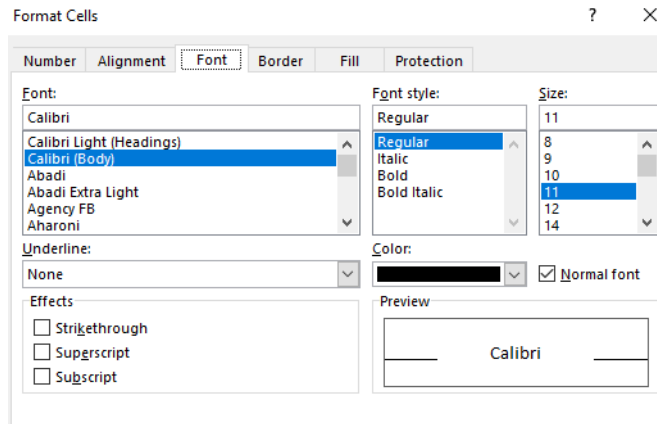 Format Cells ?
Number Alignment Font Border Fill Protection
Font: Font style: Size:
Calibri Regular 11
Calibri Light (Headings) Regular 8
Calibri (Body) Italic 9
Abadi Bold 10
Abadi Extra Light Bold Italic 11
Agency FB 12
Aharoni 14
Underline: Color:
None Normal font
Effects Preview
Strikethrough
Superscript Calibri
Subscript